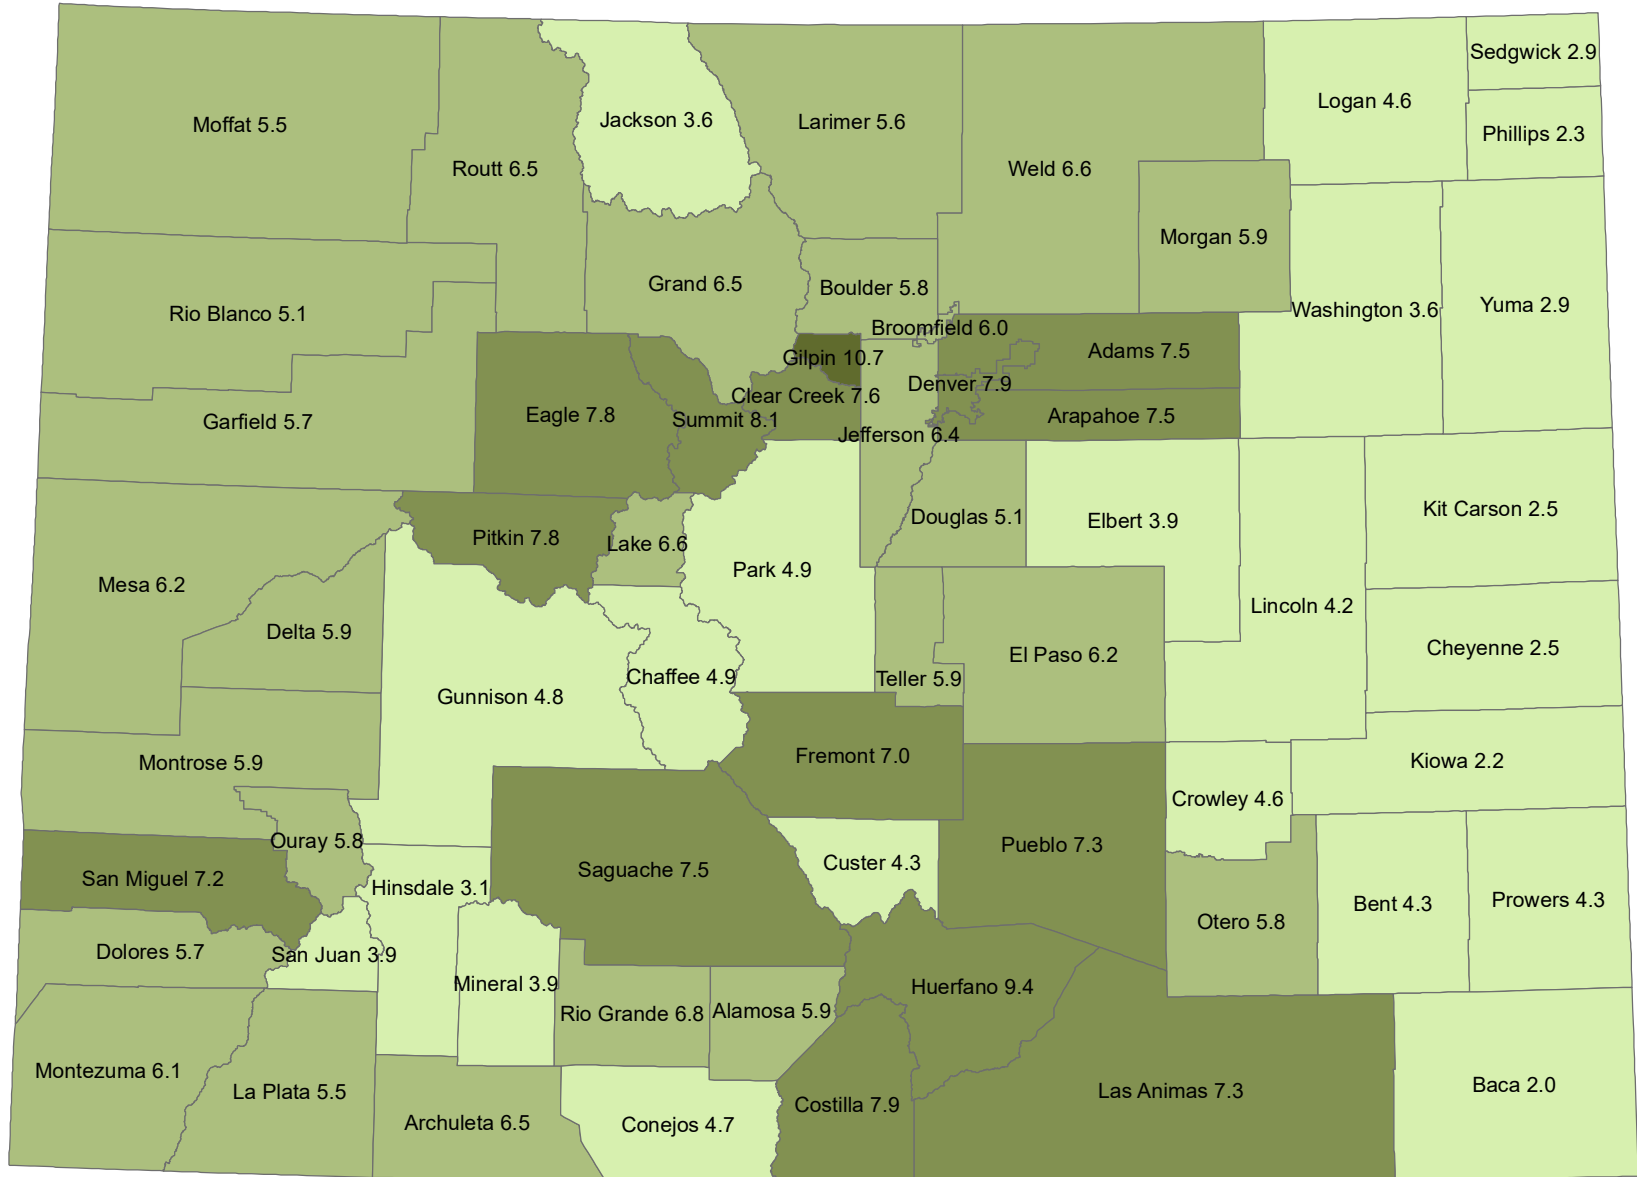 Sedgwick 2.9
Logan 4.6
Jackson 3.6
Larimer 5.6
Moffat 5.5
Phillips 2.3
Routt 6.5
Weld 6.6
Morgan 5.9
Grand 6.5
Boulder 5.8
Yuma 2.9
Washington 3.6
Rio Blanco 5.1
Broomfield 6.0
Adams 7.5
Gilpin 10.7
Denver 7.9
Clear Creek 7.6
Eagle 7.8
Arapahoe 7.5
Summit 8.1
Garfield 5.7
Jefferson 6.4
Kit Carson 2.5
Douglas 5.1
Elbert 3.9
Pitkin 7.8
Lake 6.6
Park 4.9
Mesa 6.2
Lincoln 4.2
Delta 5.9
Cheyenne 2.5
El Paso 6.2
Chaffee 4.9
Teller 5.9
Gunnison 4.8
Fremont 7.0
Montrose 5.9
Kiowa 2.2
Crowley 4.6
Ouray 5.8
Pueblo 7.3
Custer 4.3
Saguache 7.5
San Miguel 7.2
Hinsdale 3.1
Prowers 4.3
Bent 4.3
Otero 5.8
Dolores 5.7
San Juan 3.9
Mineral 3.9
Huerfano 9.4
Alamosa 5.9
Rio Grande 6.8
Montezuma 6.1
Baca 2.0
La Plata 5.5
Las Animas 7.3
Costilla 7.9
Archuleta 6.5
Conejos 4.7